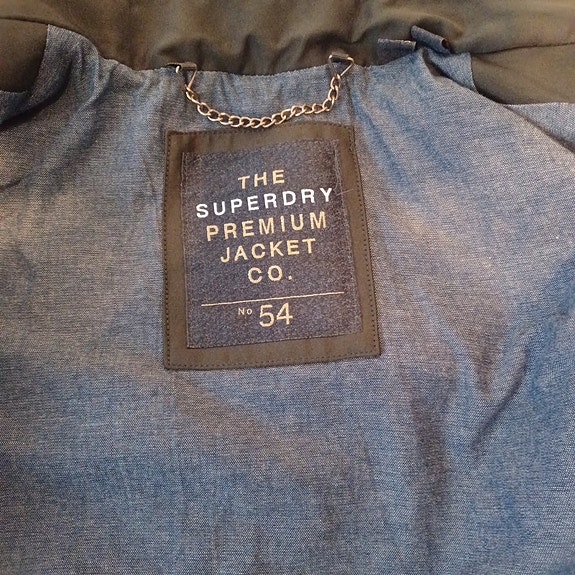 THE
SUPERDRY
PREMIUM
JACKET
CO.
No 54